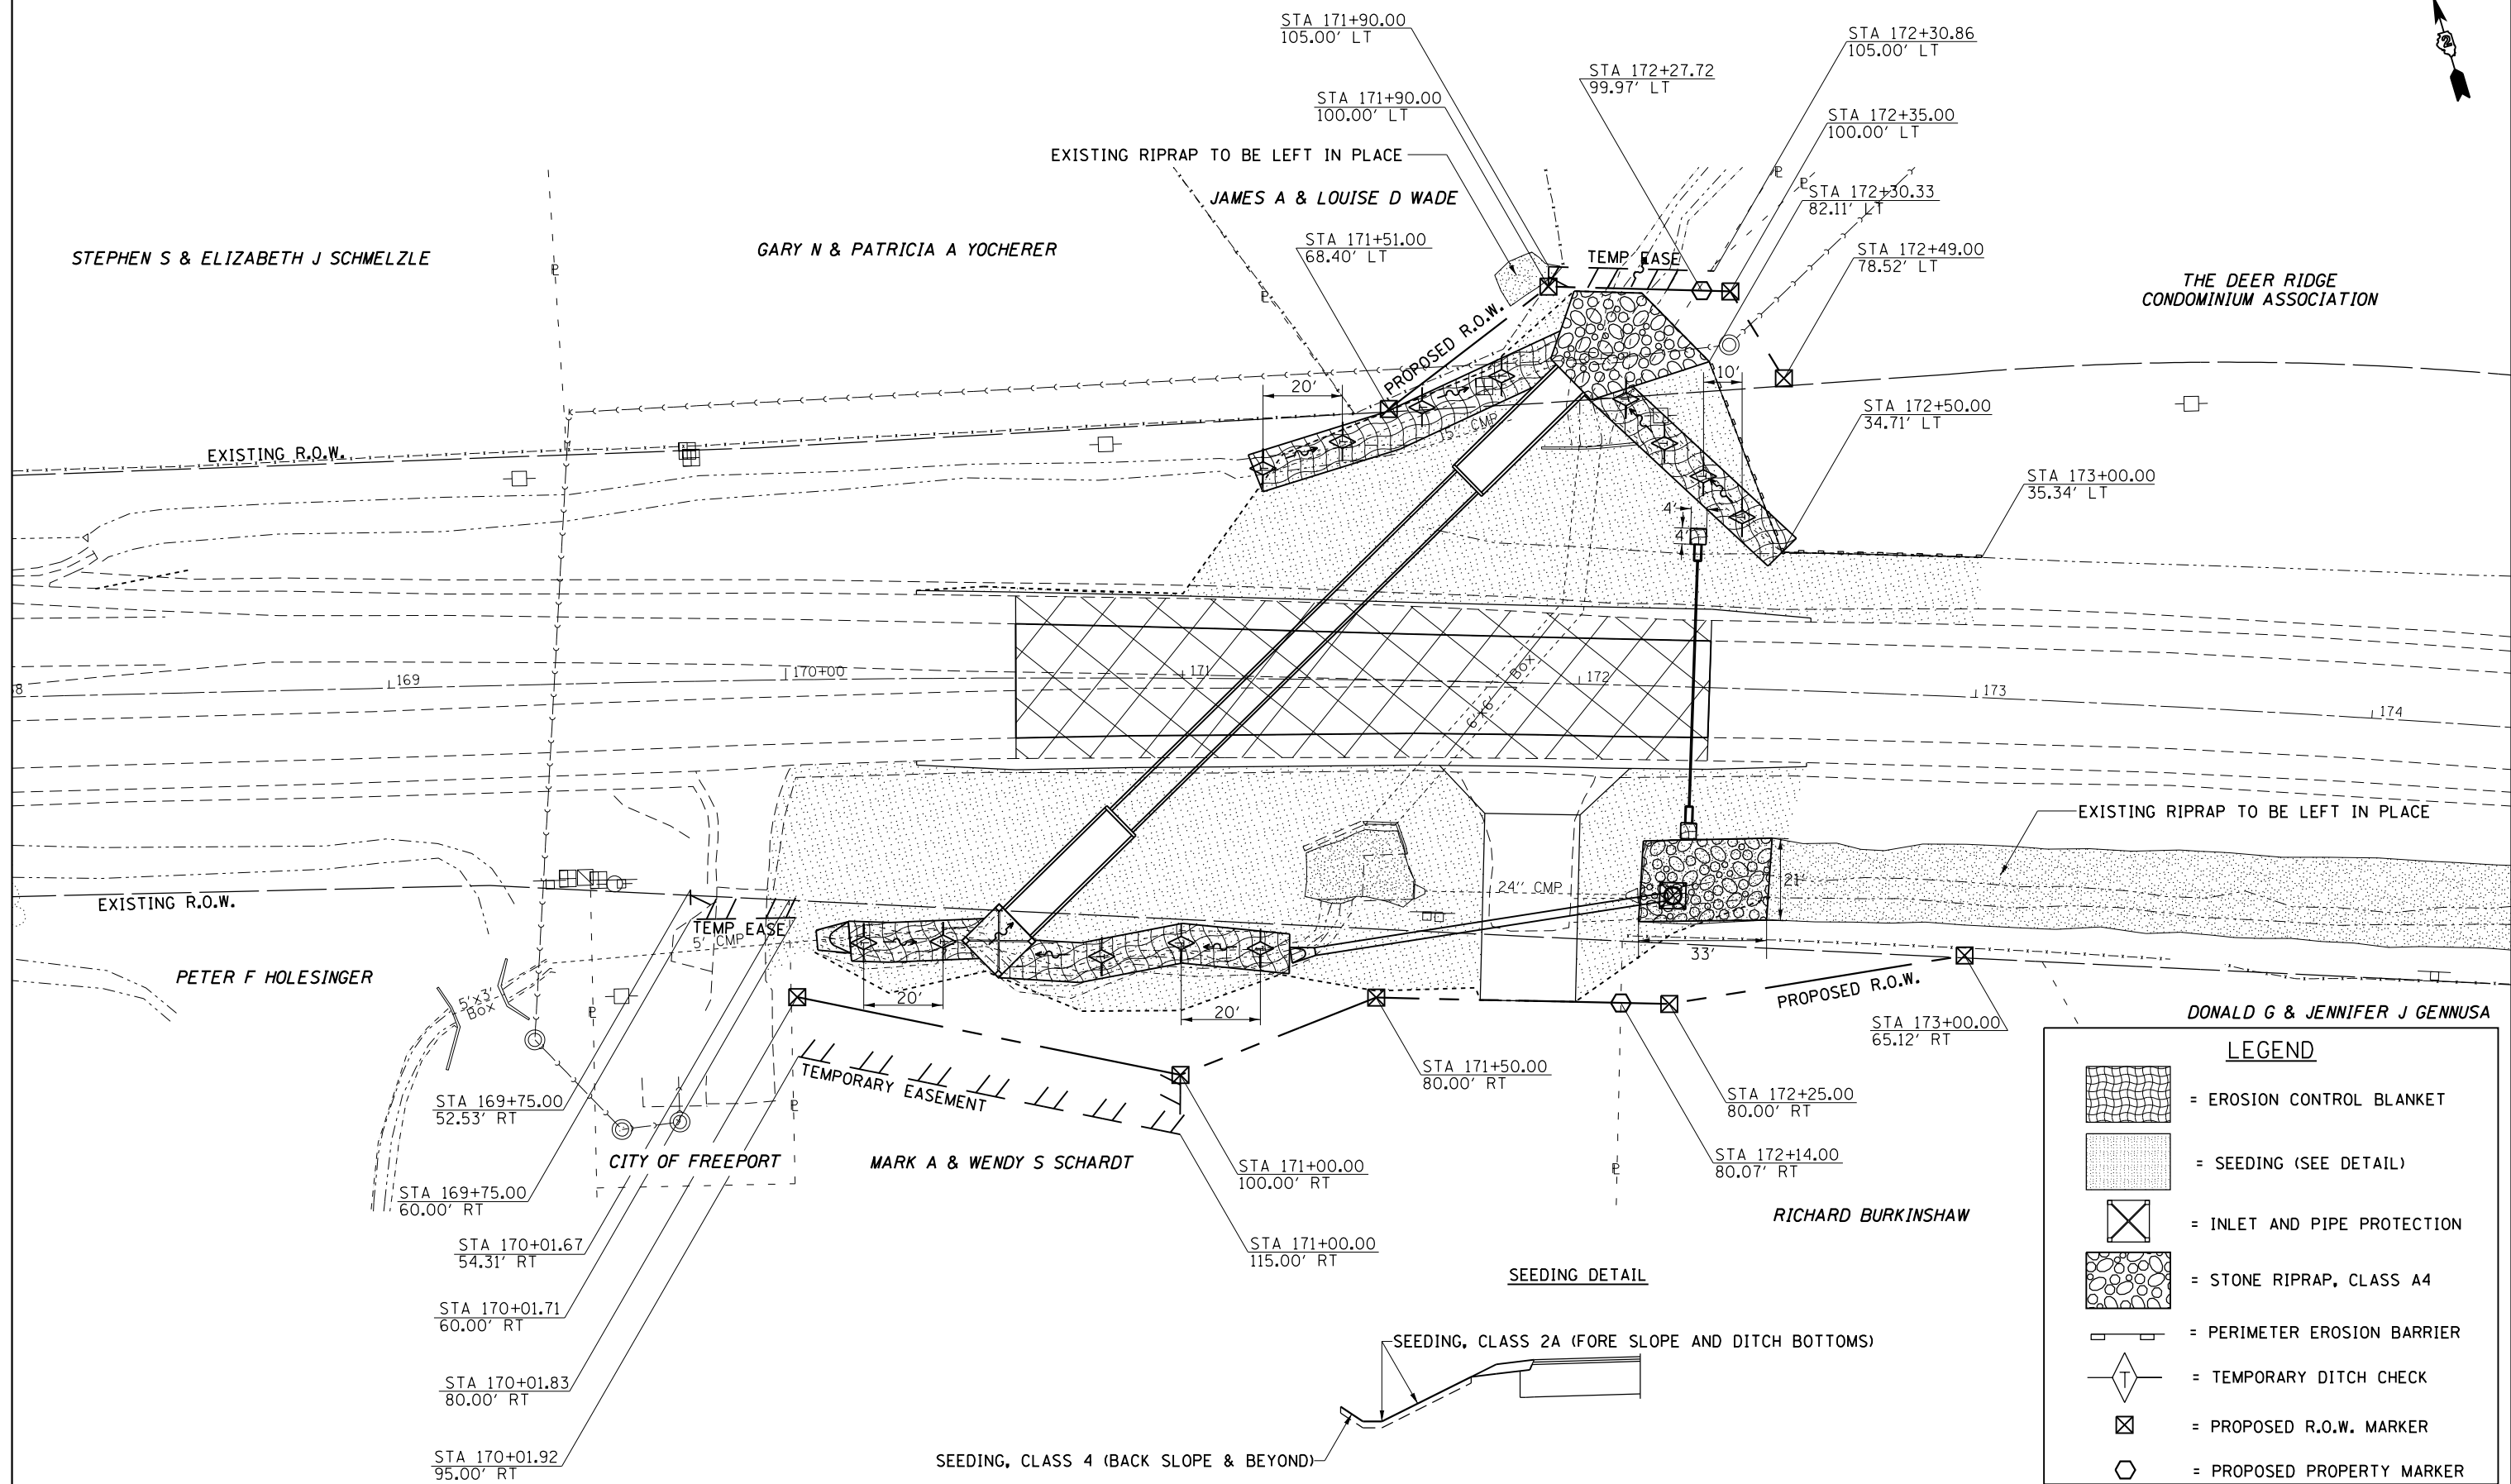 STA 171+90.00
105.00' LT
STA 172+30.86
105.00' LT
2
STA 172+27.72
99.97' LT
STA 171+90.00
100.00' LT
STA 172+35.00
100.00' LT
EXISTING RIPRAP TO BE LEFT IN PLACE
JAMES A & LOUISE D WADE
STA 172+30.33
82.11' LT
STA 171+51.00
68.40' LT
STA 172+49.00
78.52' LT
STEPHEN S & ELIZABETH J SCHMELZLE
GARY N & PATRICIA A YOCHERER
TEMP EASE
THE DEER RIDGE
CONDOMINIUM ASSOCIATION
PROPOSED R.O.W.
20'
10'
5' CMP
STA 172+50.00
34.71' LT
EXISTING R.O.W.
STA 173+00.00
35.34' LT
4'
4'
169
170+00
171
172
173
174
6'x6' BOX
EXISTING RIPRAP TO BE LEFT IN PLACE
EXISTING R.O.W.
TEMP EASE
5' CMP
24'' CMP
21'
33'
PETER F HOLESINGER
5'x3'
Box
20'
20'
PROPOSED R.O.W.
STA 173+00.00
65.12' RT
DONALD G & JENNIFER J GENNUSA
STA 171+50.00
80.00' RT
TEMPORARY EASEMENT
STA 169+75.00
52.53' RT
STA 172+25.00
80.00' RT
CITY OF FREEPORT
MARK A & WENDY S SCHARDT
STA 171+00.00
100.00' RT
STA 172+14.00
80.07' RT
STA 169+75.00
60.00' RT
RICHARD BURKINSHAW
STA 170+01.67
54.31' RT
STA 171+00.00
115.00' RT
STA 170+01.71
60.00' RT
STA 170+01.83
80.00' RT
STA 170+01.92
95.00' RT
SEEDING DETAIL
SEEDING, CLASS 2A (FORE SLOPE AND DITCH BOTTOMS)
SEEDING, CLASS 4 (BACK SLOPE & BEYOND)
LEGEND
= EROSION CONTROL BLANKET
= SEEDING (SEE DETAIL)
= INLET AND PIPE PROTECTION
= STONE RIPRAP, CLASS A4
= PERIMETER EROSION BARRIER
T = TEMPORARY DITCH CHECK
= PROPOSED R.O.W. MARKER
= PROPOSED PROPERTY MARKER